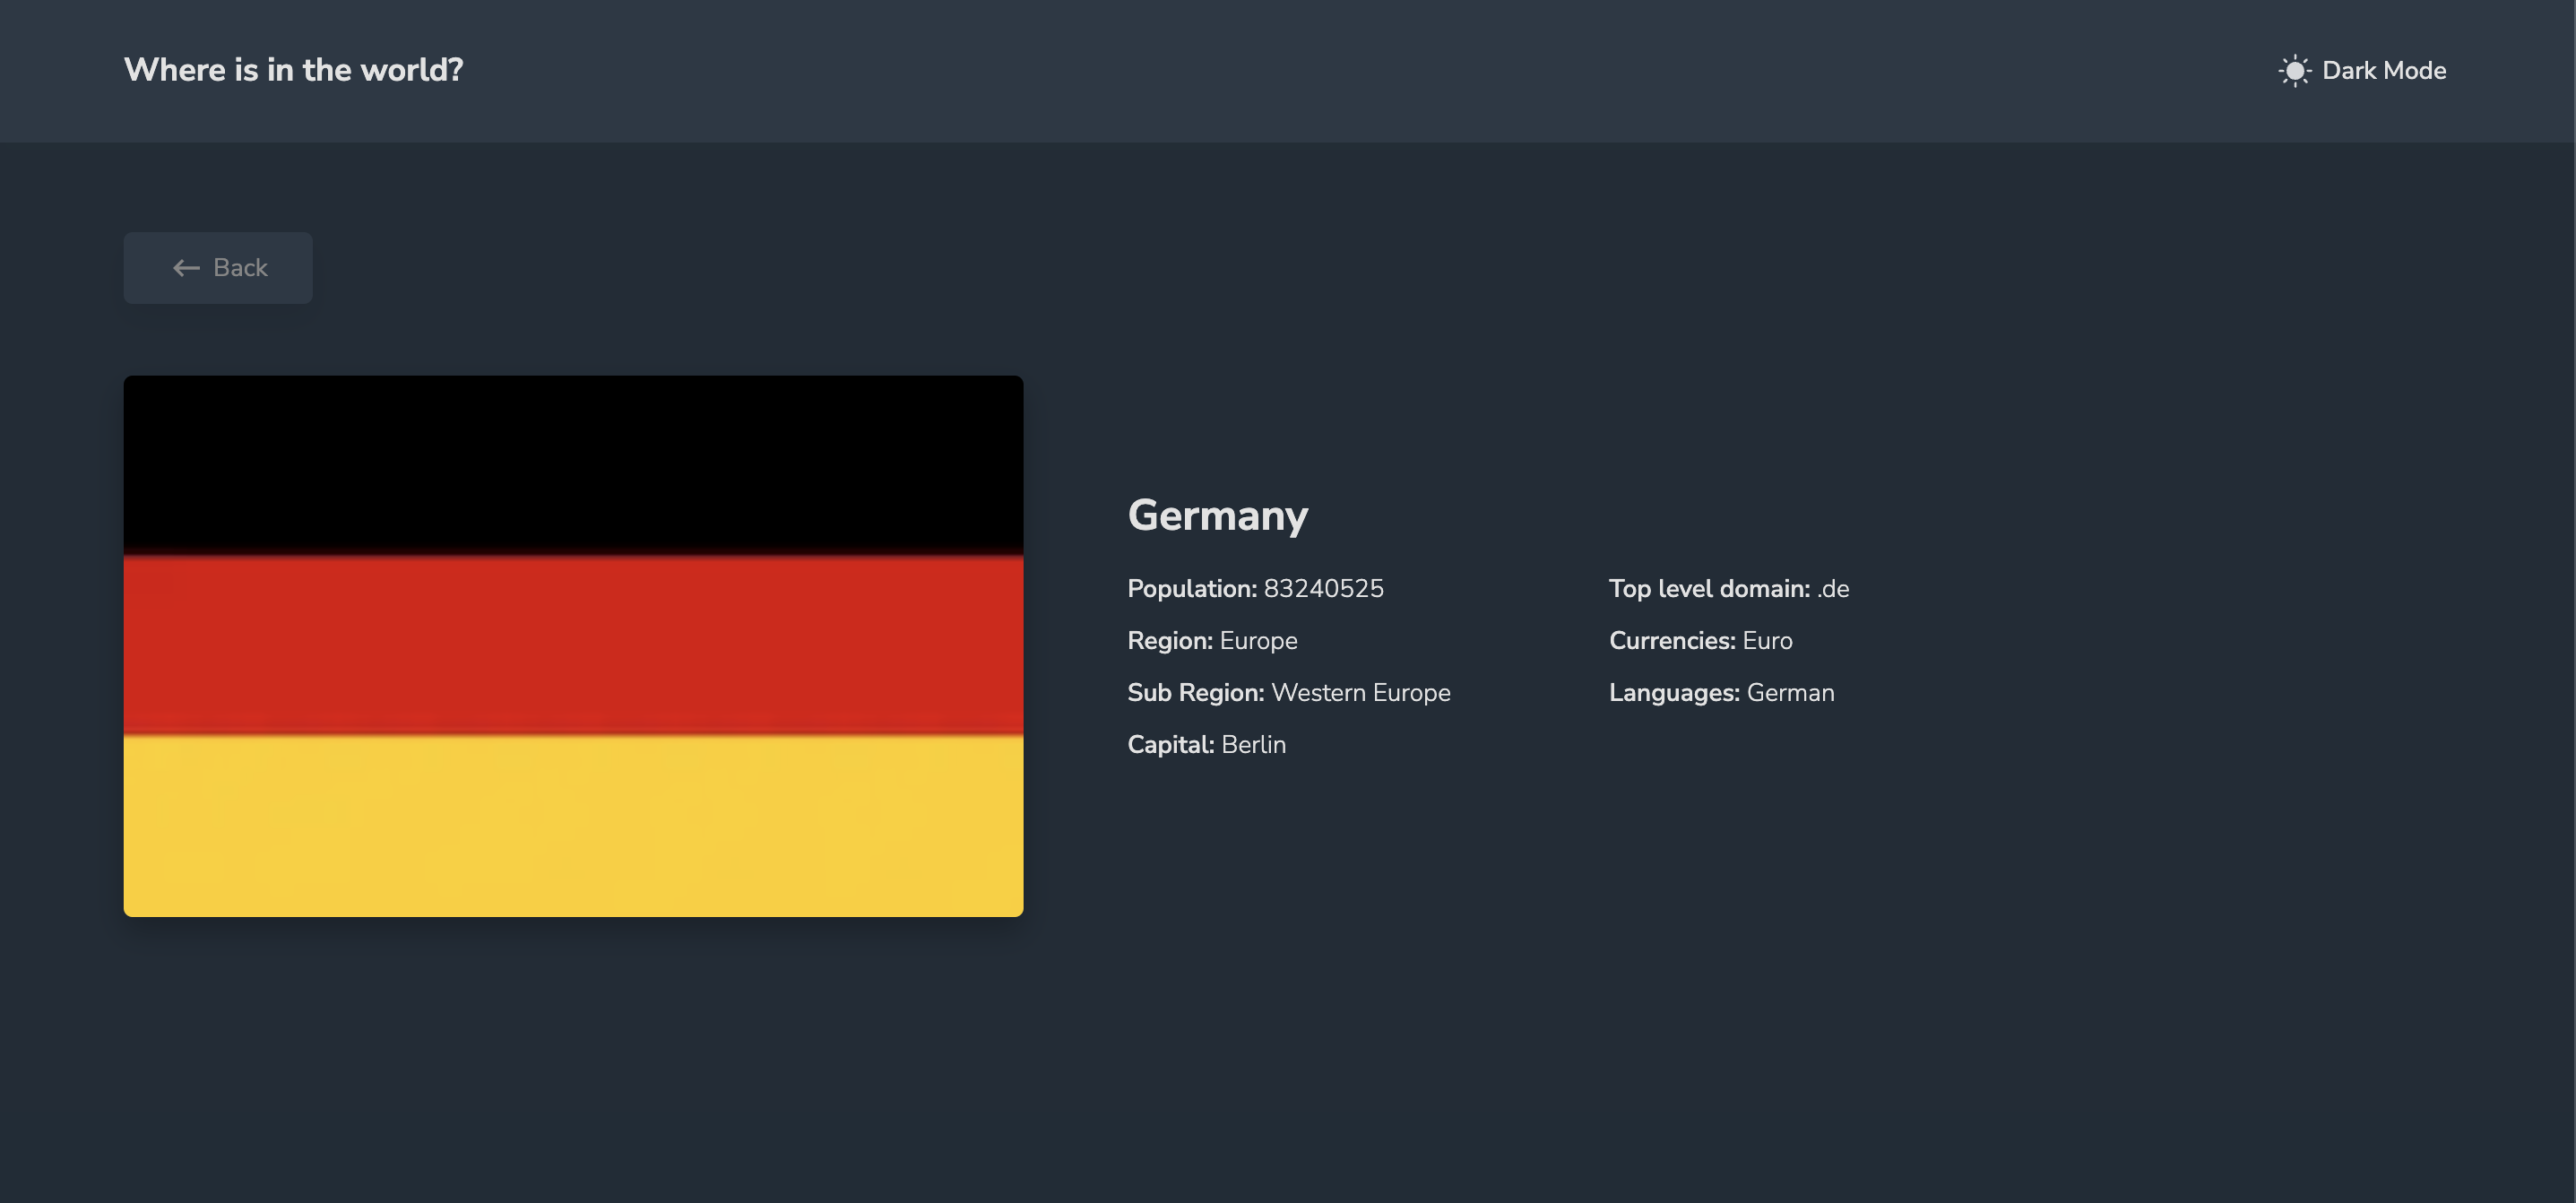 Where is in the world?
Dark Mode
Back
Germany
Population: 83240525
Region: Europe
Sub Region: Western Europe
Capital: Berlin
Top level domain: .de
Currencies: Euro
Languages: German